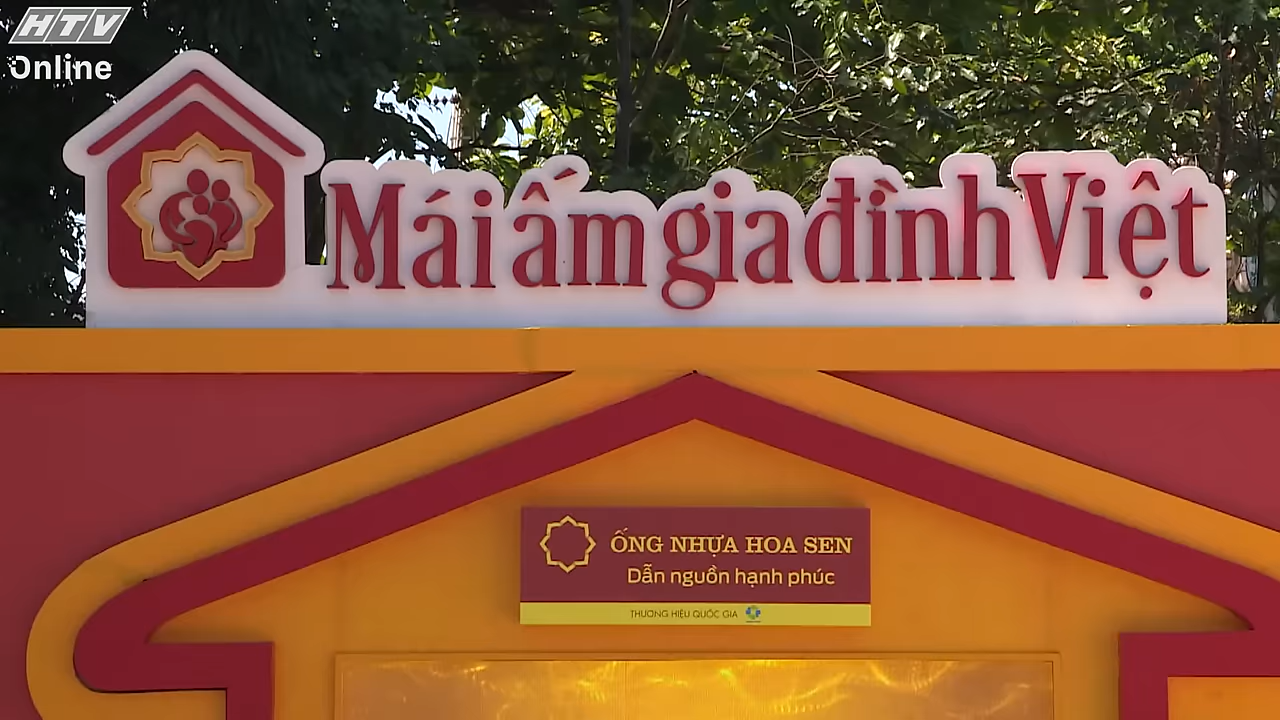 HTV
Online
Mái ấm gia đình Việt
ỐNG NHỰA HOA SEN
Dẫn nguồn hạnh phúc
THƯƠNG HIỆU QUỐC GIA